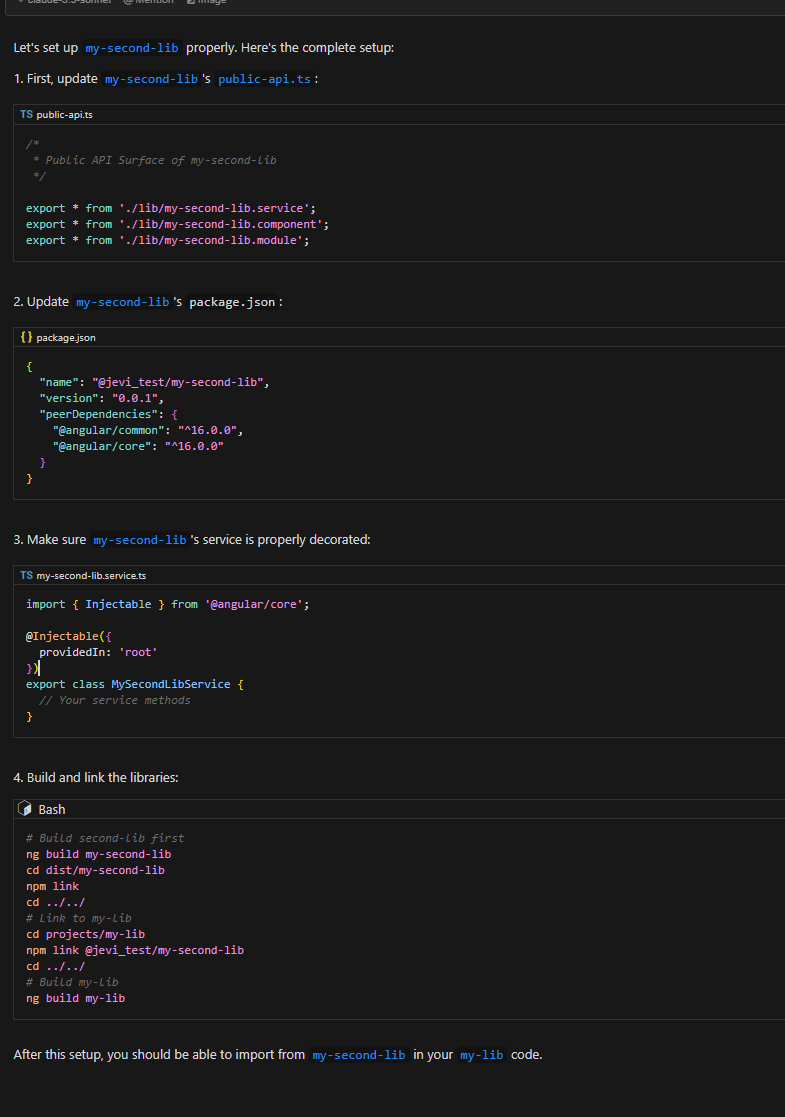 claude-3.5-sonnet @ Mention Image
Let's set up my-second-lib properly. Here's the complete setup:
1. First, update my-second-lib 's public-api.ts :
TS public-api.ts
/*
 * Public API Surface of my-second-lib
 */
export * from './lib/my-second-lib.service';
export * from './lib/my-second-lib.component';
export * from './lib/my-second-lib.module';
2. Update my-second-lib 's package.json :
{} package.json
{
  "name": "@jevi_test/my-second-lib",
  "version": "0.0.1",
  "peerDependencies": {
    "@angular/common": "^16.0.0",
    "@angular/core": "^16.0.0"
  }
}
3. Make sure my-second-lib 's service is properly decorated:
TS my-second-lib.service.ts
import { Injectable } from '@angular/core';
@Injectable({
  providedIn: 'root'
})
export class MySecondLibService {
  // Your service methods
}
4. Build and link the libraries:
Bash
# Build second-lib first
ng build my-second-lib
cd dist/my-second-lib
npm link
cd ../../
# Link to my-lib
cd projects/my-lib
npm link @jevi_test/my-second-lib
cd ../../
# Build my-lib
ng build my-lib
After this setup, you should be able to import from my-second-lib in your my-lib code.